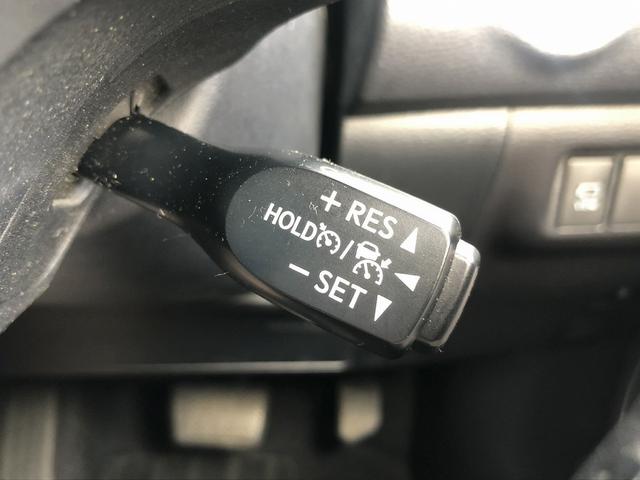 + RES
HOLD /
- SET